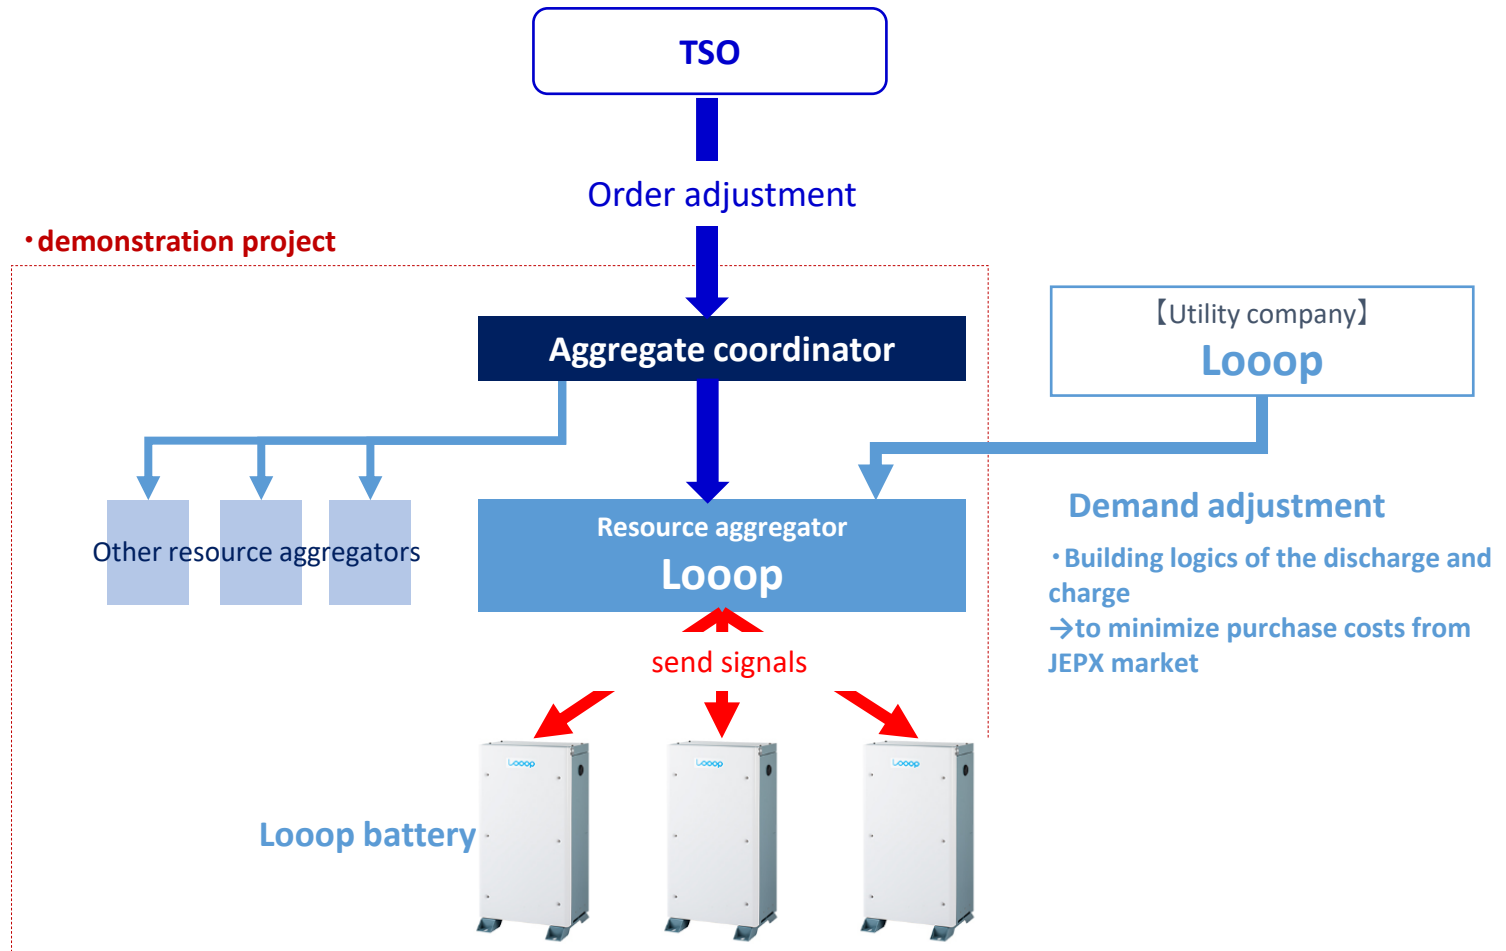 TSO
Order adjustment
・demonstration project
Aggregate coordinator
【Utility company】
Looop
Other resource aggregators
Resource aggregator
Looop
Demand adjustment
・Building logics of the discharge and
charge
→to minimize purchase costs from
JEPX market
send signals
Looop
Looop
Looop
Looop battery